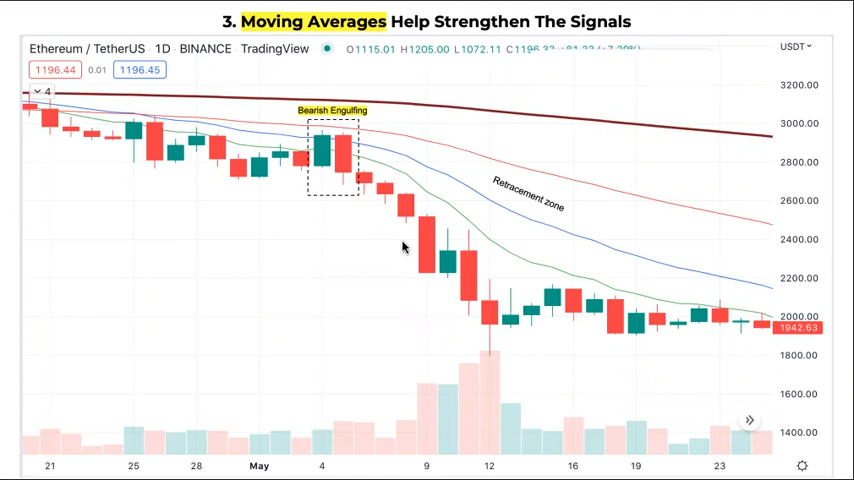 3. Moving Averages Help Strengthen The Signals
Ethereum / TetherUS · 1D · BINANCE · TradingView
O1115.01 H1205.00 L1072.11 C1196.32
USDT
1196.44 0.01 1196.45
4
3200.00
Bearish Engulfing
3000.00
2800.00
Retracement zone
2600.00
2400.00
2200.00
2000.00
1942.63
1800.00
1600.00
1400.00
21 25 28 May 4 9 12 16 19 23